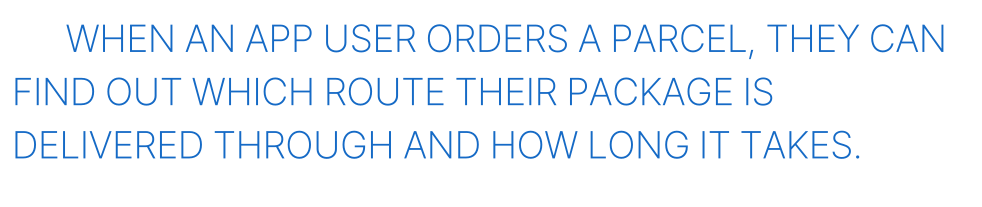 WHEN AN APP USER ORDERS A PARCEL, THEY CAN
FIND OUT WHICH ROUTE THEIR PACKAGE IS
DELIVERED THROUGH AND HOW LONG IT TAKES.